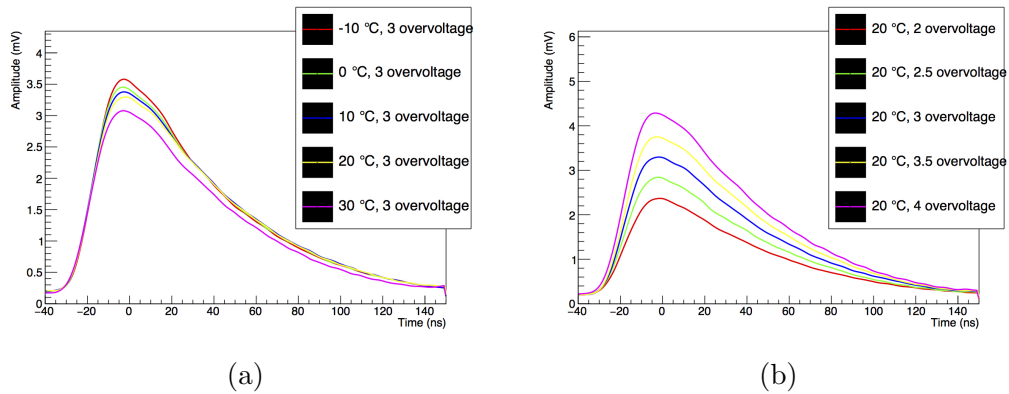 Amplitude (mV)
4
3.5
3
2.5
2
1.5
1
0.5
0
−40 −20 0 20 40 60 80 100 120 140
Time (ns)
-10 °C, 3 overvoltage
0 °C, 3 overvoltage
10 °C, 3 overvoltage
20 °C, 3 overvoltage
30 °C, 3 overvoltage
(a)
Amplitude (mV)
6
5
4
3
2
1
0
−40 −20 0 20 40 60 80 100 120 140
Time (ns)
20 °C, 2 overvoltage
20 °C, 2.5 overvoltage
20 °C, 3 overvoltage
20 °C, 3.5 overvoltage
20 °C, 4 overvoltage
(b)